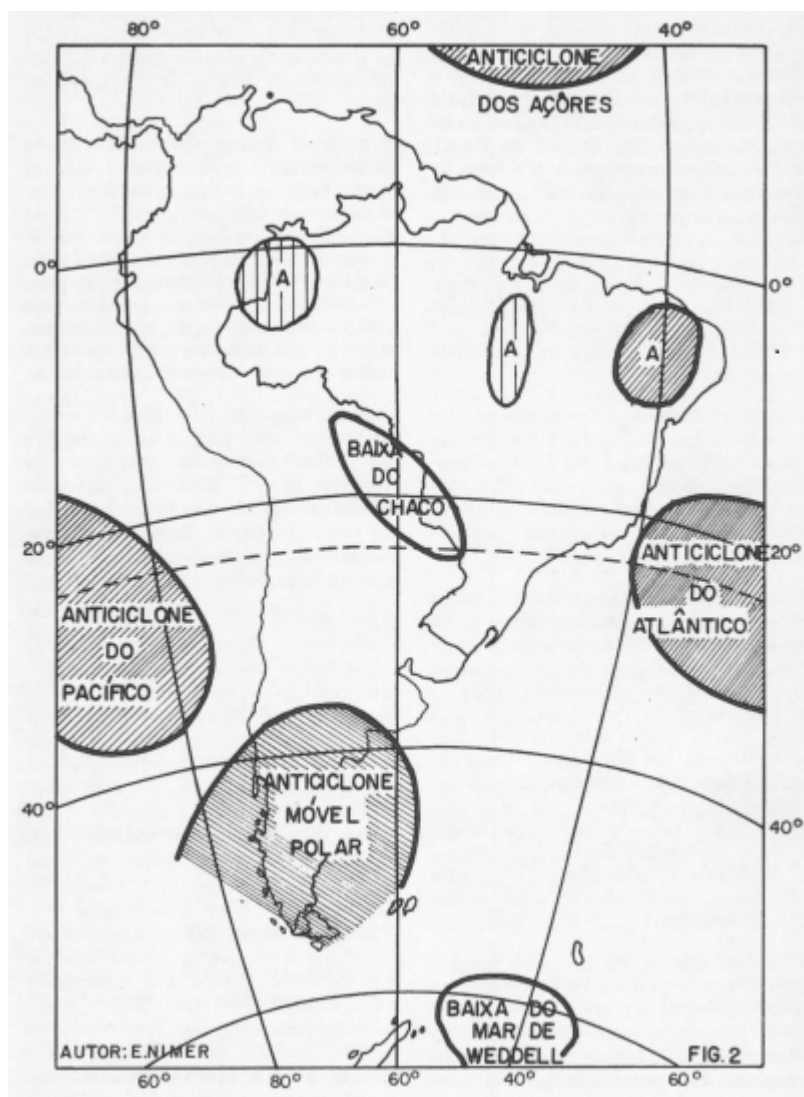 80°
60°
40°
ANTICICLONE
DOS AÇÔRES
0°
A
0°
A
A
BAIXA
DO
CHACO
20°
ANTICICLONE
20°
DO
ATLÂNTICO
ANTICICLONE
DO
PACÍFICO
ANTICICLONE
MÓVEL
POLAR
40°
40°
BAIXA DO
MAR DE
WEDDELL
AUTOR: E.NIMER
FIG. 2
60°
80°
60°
40°
60°